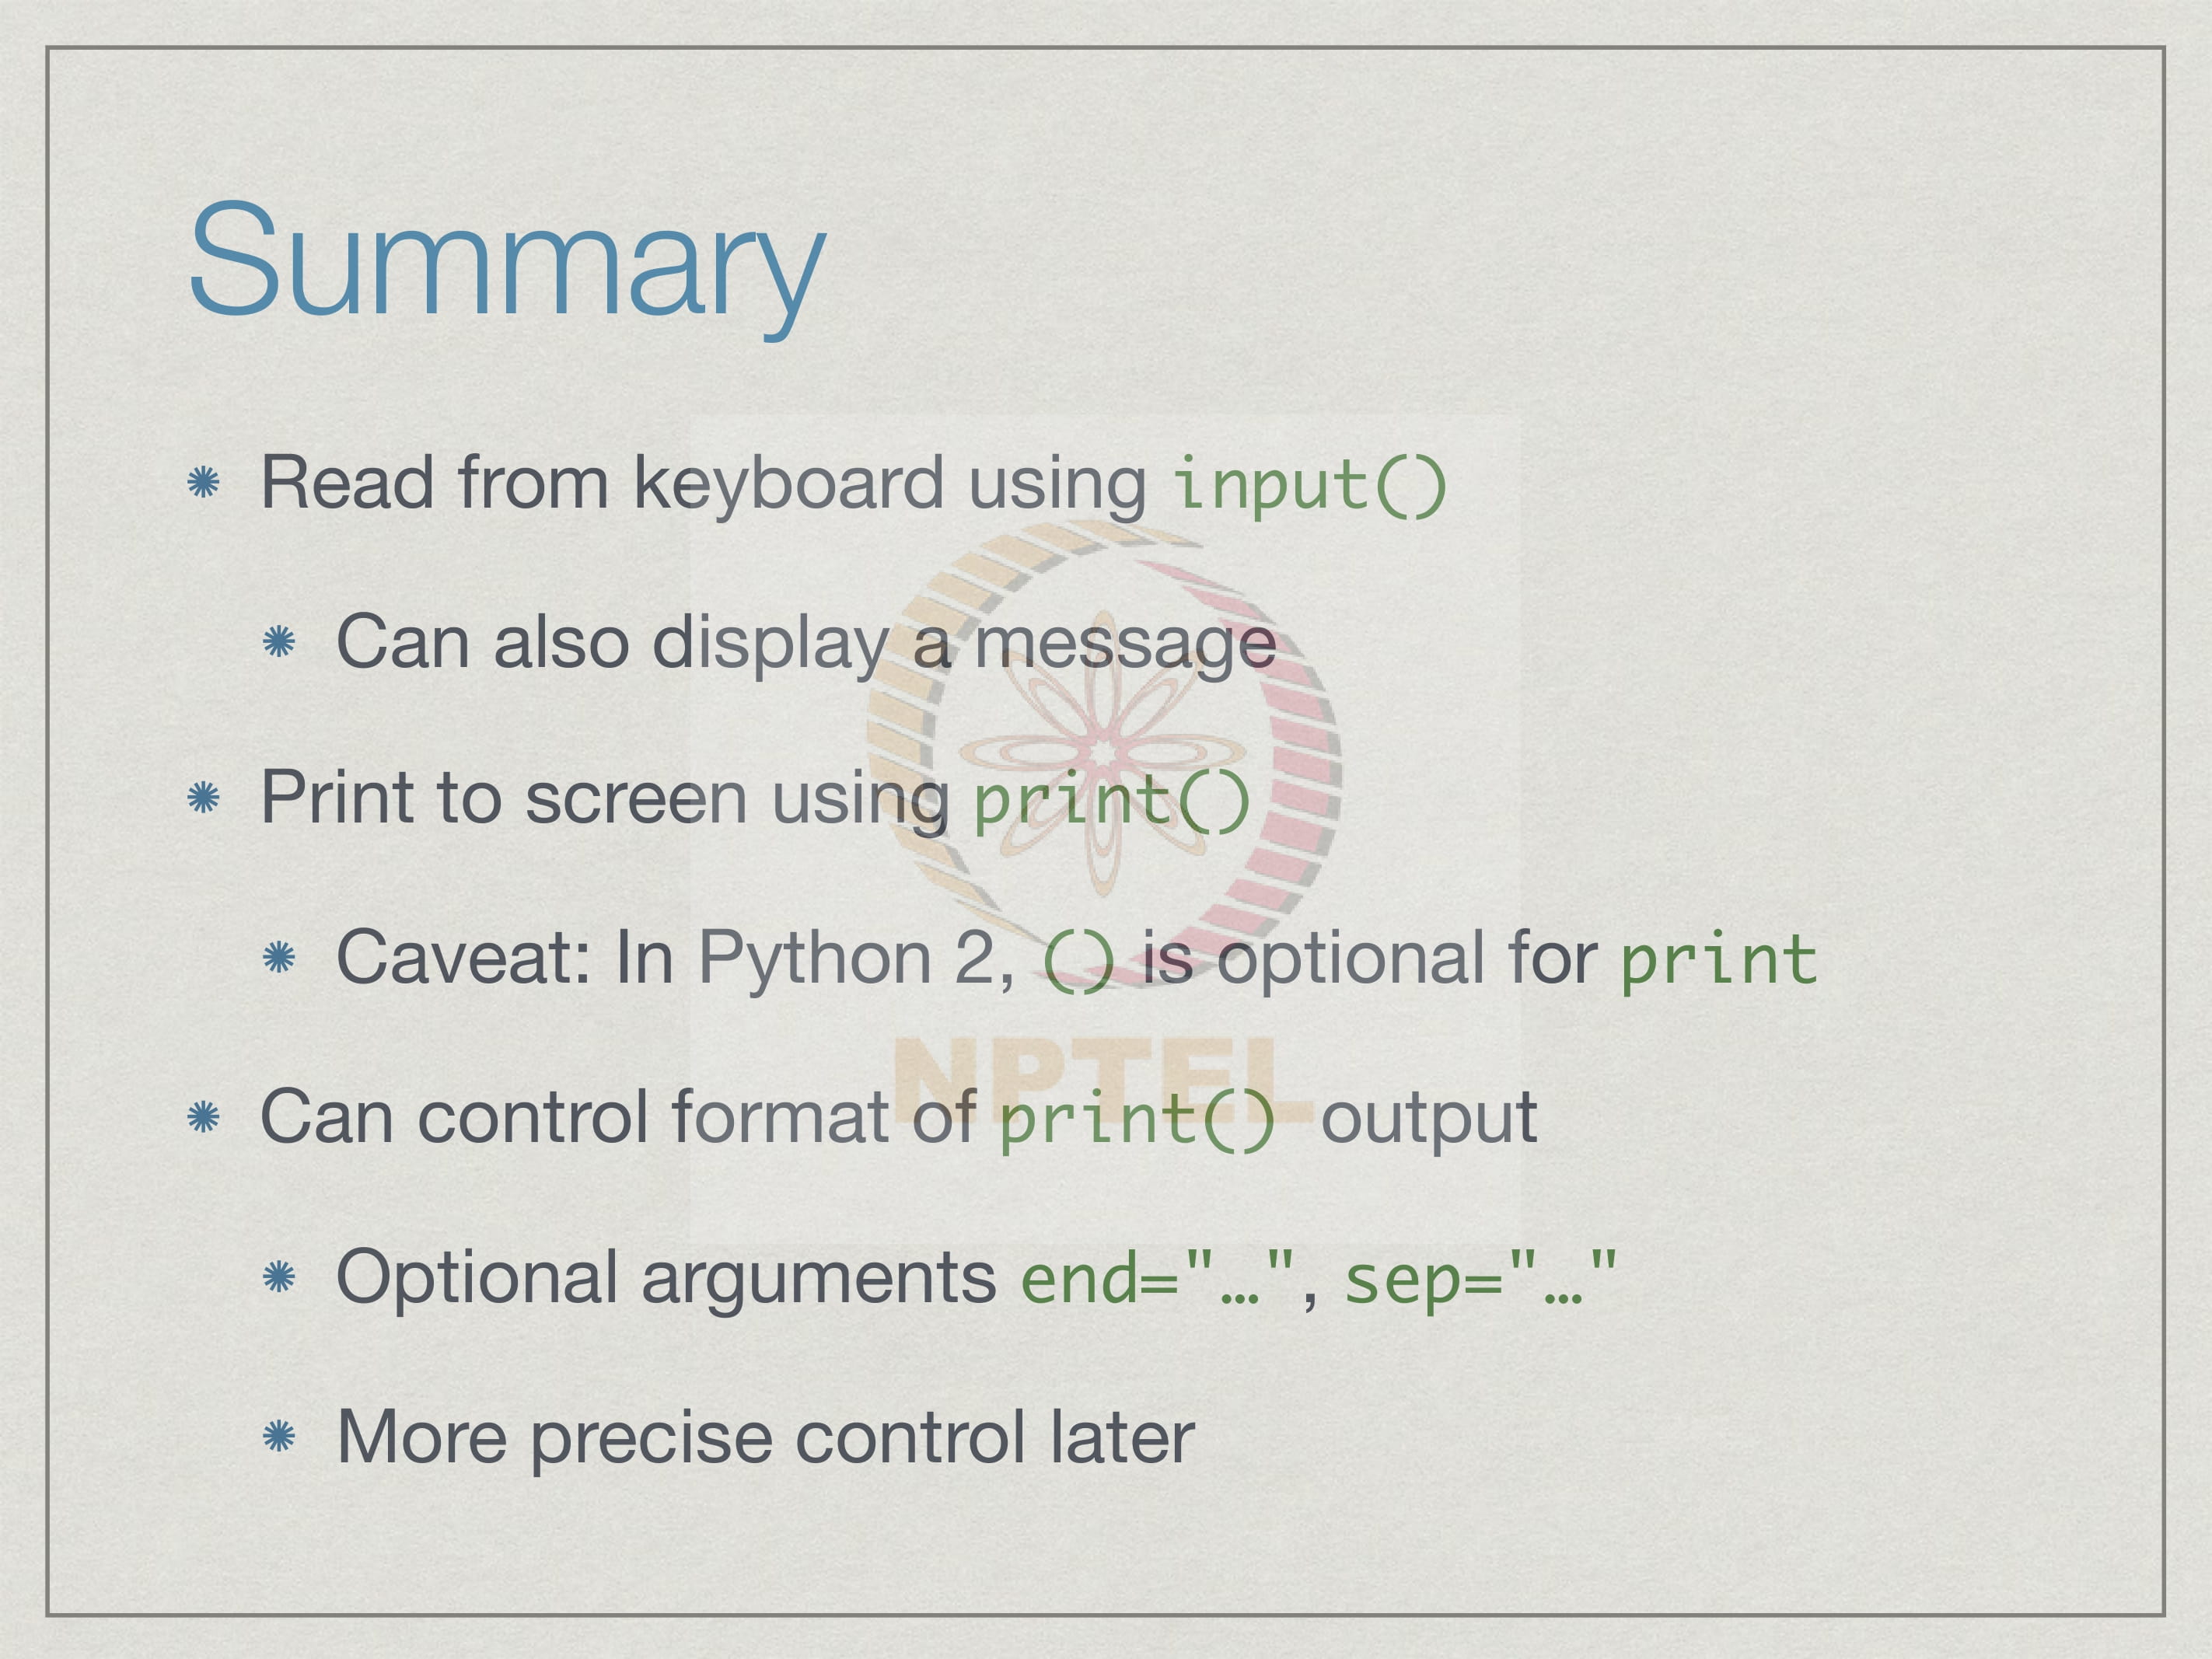 Summary
Read from keyboard using input()
Can also display a message
Print to screen using print()
Caveat: In Python 2, () is optional for print
Can control format of print() output
Optional arguments end="…", sep="…"
More precise control later
NPTEL